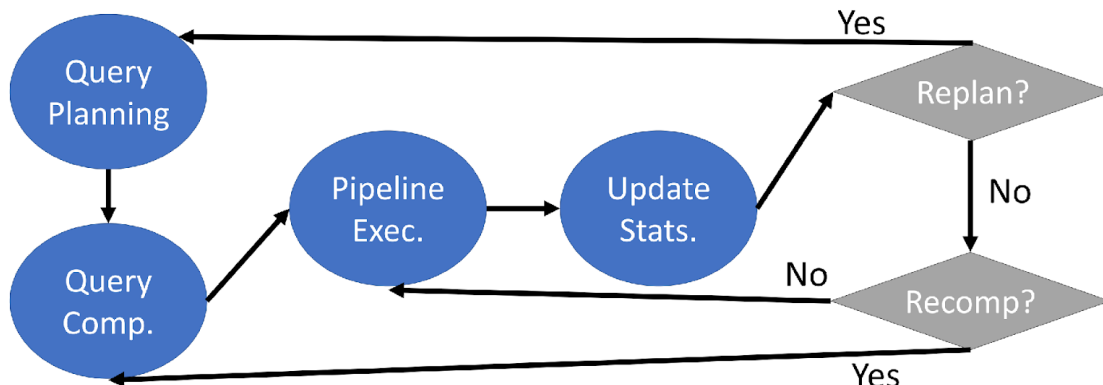 Yes
Query
Planning
Replan?
Pipeline
Exec.
Update
Stats.
No
Query
Comp.
No
Recomp?
Yes